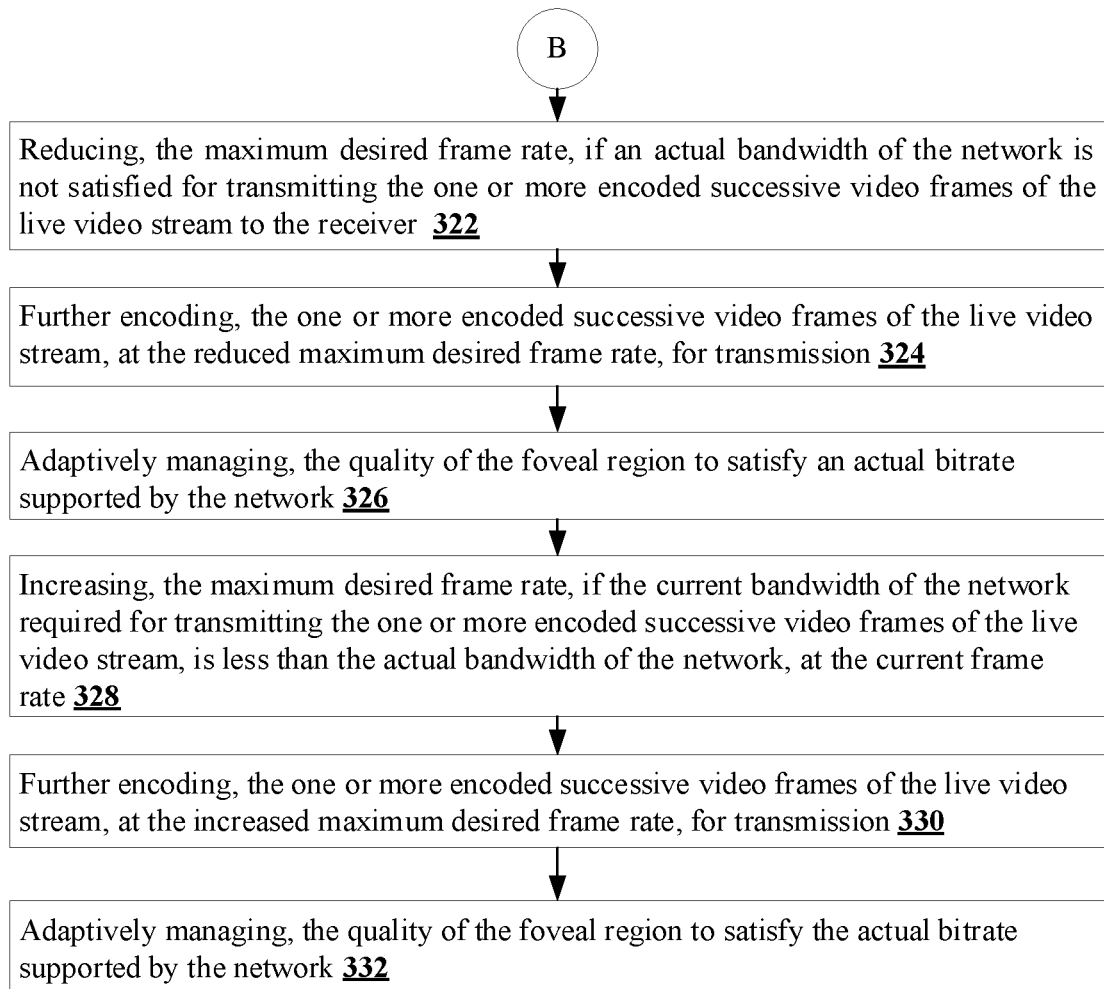 B
Reducing, the maximum desired frame rate, if an actual bandwidth of the network is
not satisfied for transmitting the one or more encoded successive video frames of the
live video stream to the receiver 322
Further encoding, the one or more encoded successive video frames of the live video
stream, at the reduced maximum desired frame rate, for transmission 324
Adaptively managing, the quality of the foveal region to satisfy an actual bitrate
supported by the network 326
Increasing, the maximum desired frame rate, if the current bandwidth of the network
required for transmitting the one or more encoded successive video frames of the live
video stream, is less than the actual bandwidth of the network, at the current frame
rate 328
Further encoding, the one or more encoded successive video frames of the live video
stream, at the increased maximum desired frame rate, for transmission 330
Adaptively managing, the quality of the foveal region to satisfy the actual bitrate
supported by the network 332